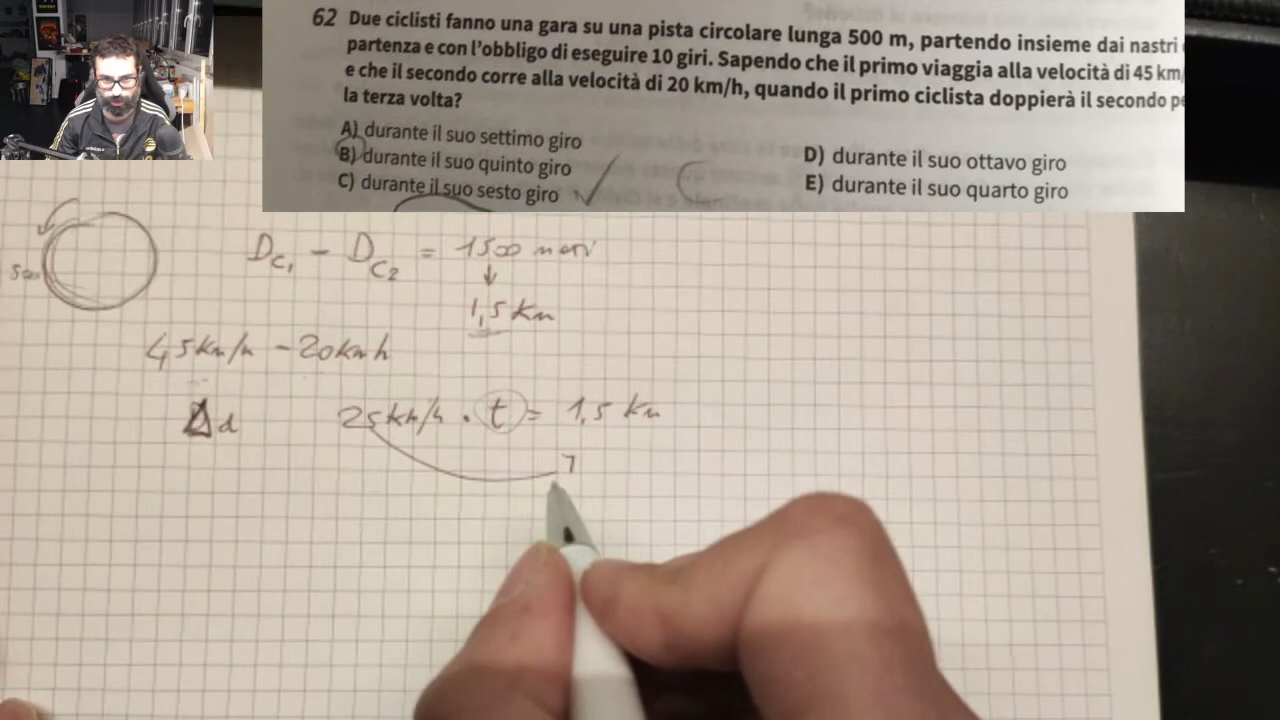 62 Due ciclisti fanno una gara su una pista circolare lunga 500 m, partendo insieme dai nastri
partenza e con l'obbligo di eseguire 10 giri. Sapendo che il primo viaggia alla velocità di 45 km
e che il secondo corre alla velocità di 20 km/h, quando il primo ciclista doppierà il secondo pe
la terza volta?
A) durante il suo settimo giro
B) durante il suo quinto giro
C) durante il suo sesto giro
D) durante il suo ottavo giro
E) durante il suo quarto giro
500
DC1 - DC2 = 1500 metri
1,5 Km
45km/h - 20kmh
Δd 25km/h · t = 1,5 Km